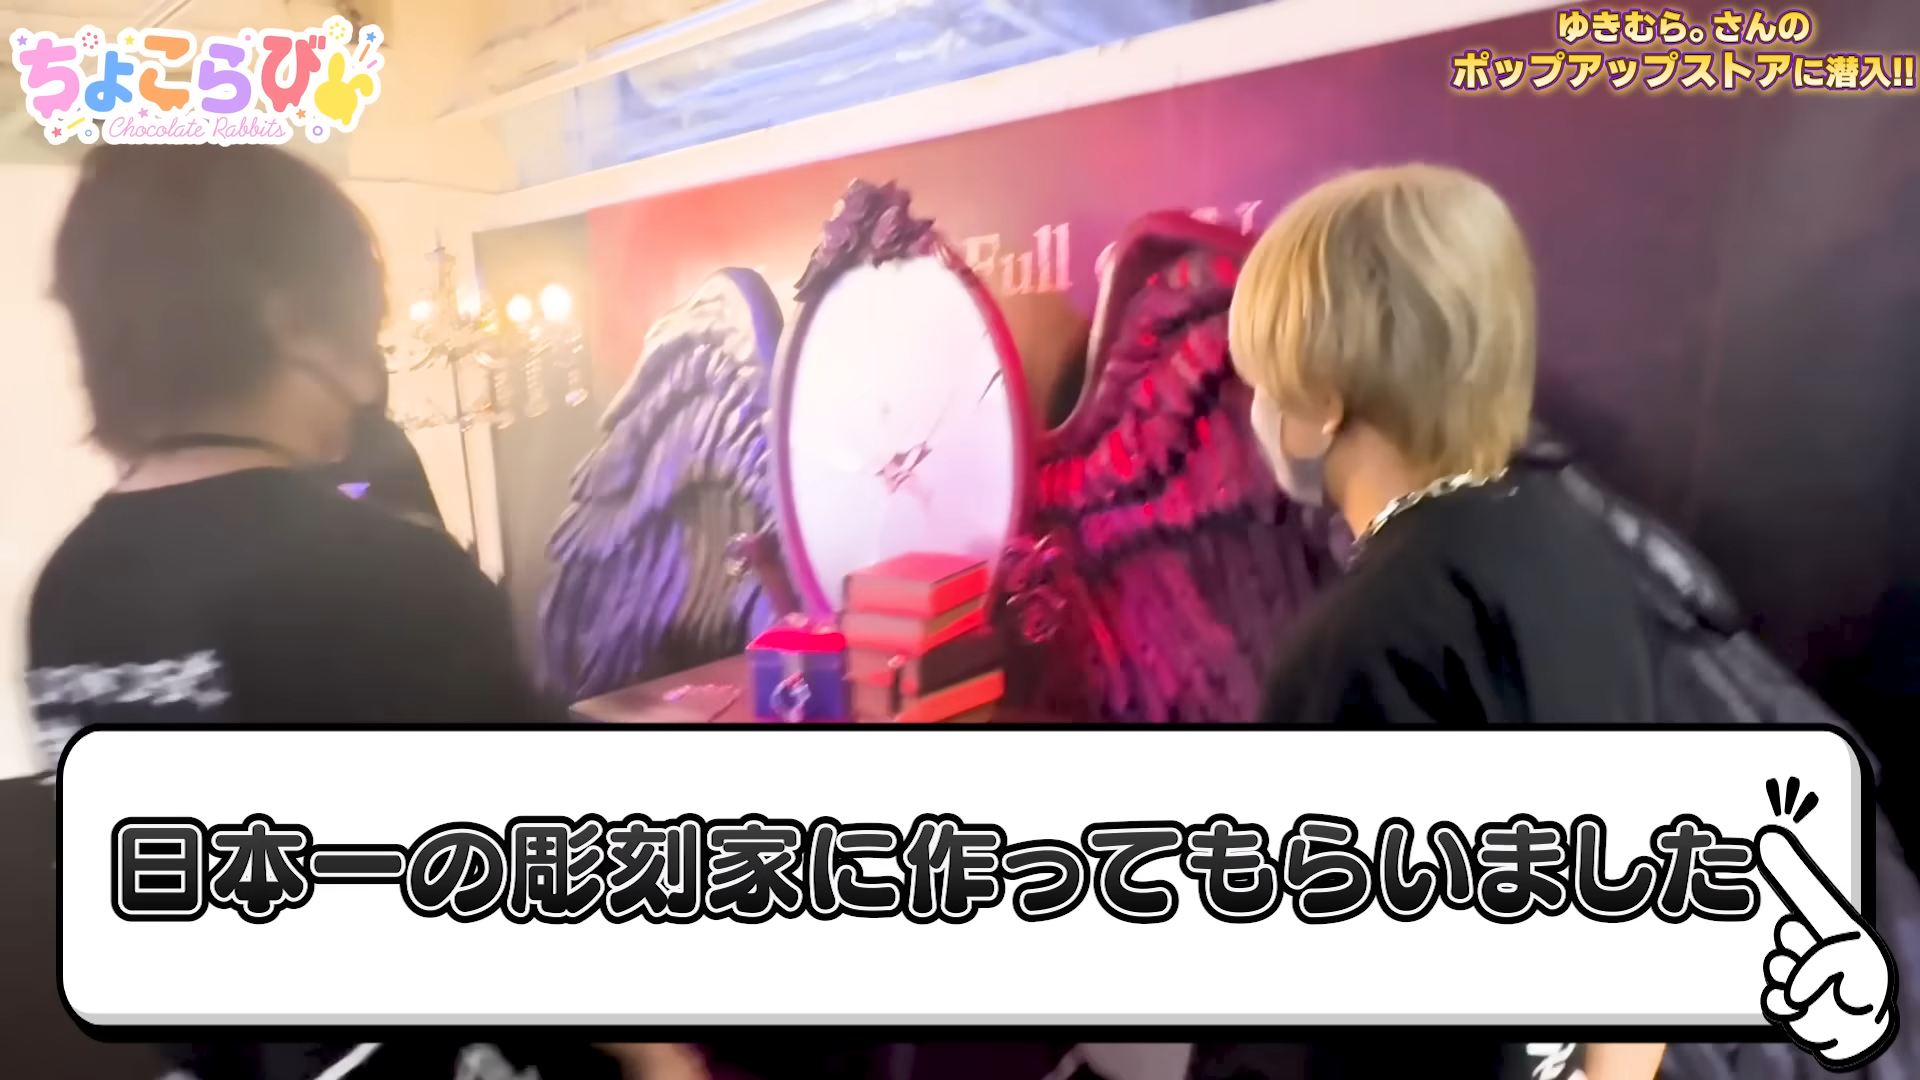 ちょこらび
Chocolate Rabbits
ゆきむら。さんの
ポップアップストアに潜入!!
Full
日本一の彫刻家に作ってもらいました